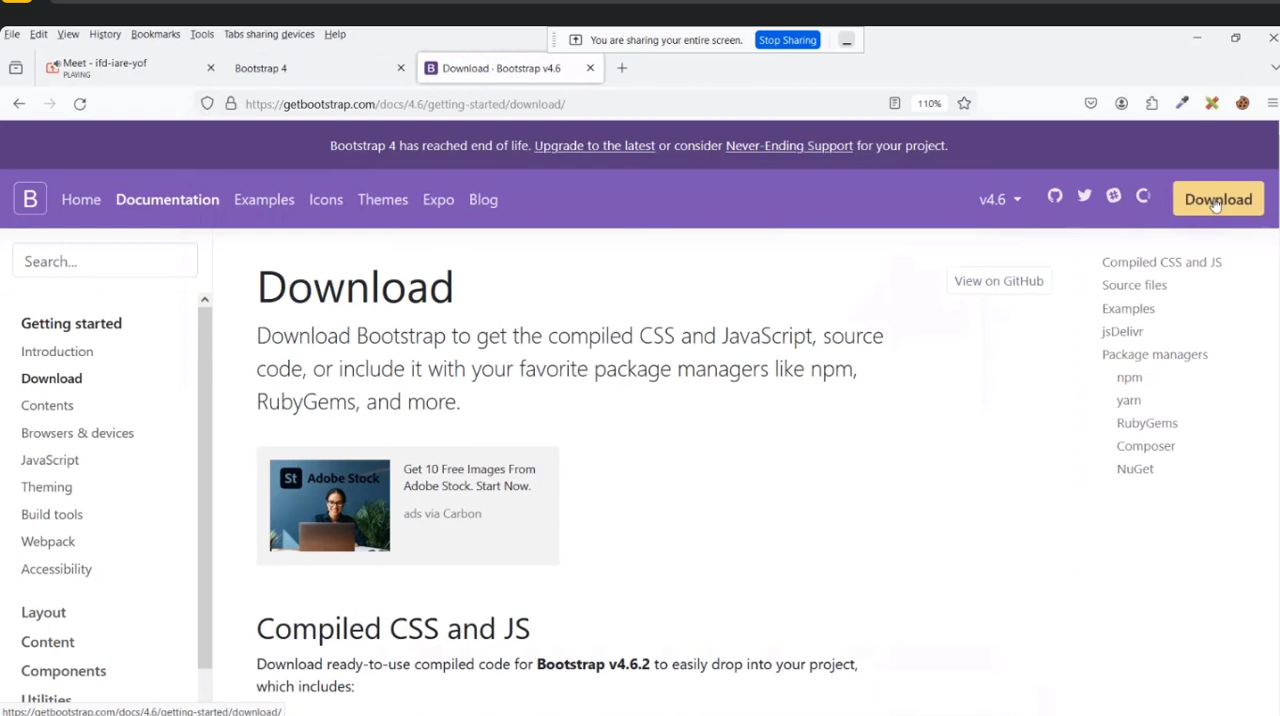 File Edit View History Bookmarks Tools Tabs sharing devices Help
You are sharing your entire screen. Stop Sharing
Meet - ifd-iare-yof
PLAYING
Bootstrap 4
B Download · Bootstrap v4.6
https://getbootstrap.com/docs/4.6/getting-started/download/ 110%
Bootstrap 4 has reached end of life. Upgrade to the latest or consider Never-Ending Support for your project.
B Home Documentation Examples Icons Themes Expo Blog v4.6 Download
Search...
Getting started
Introduction
Download
Contents
Browsers & devices
JavaScript
Theming
Build tools
Webpack
Accessibility
Layout
Content
Components
Utilities
Download
View on GitHub
Download Bootstrap to get the compiled CSS and JavaScript, source
code, or include it with your favorite package managers like npm,
RubyGems, and more.
St Adobe Stock
Get 10 Free Images From
Adobe Stock. Start Now.
ads via Carbon
Compiled CSS and JS
Download ready-to-use compiled code for Bootstrap v4.6.2 to easily drop into your project,
which includes:
Compiled CSS and JS
Source files
Examples
jsDelivr
Package managers
npm
yarn
RubyGems
Composer
NuGet
https://getbootstrap.com/docs/4.6/getting-started/download/